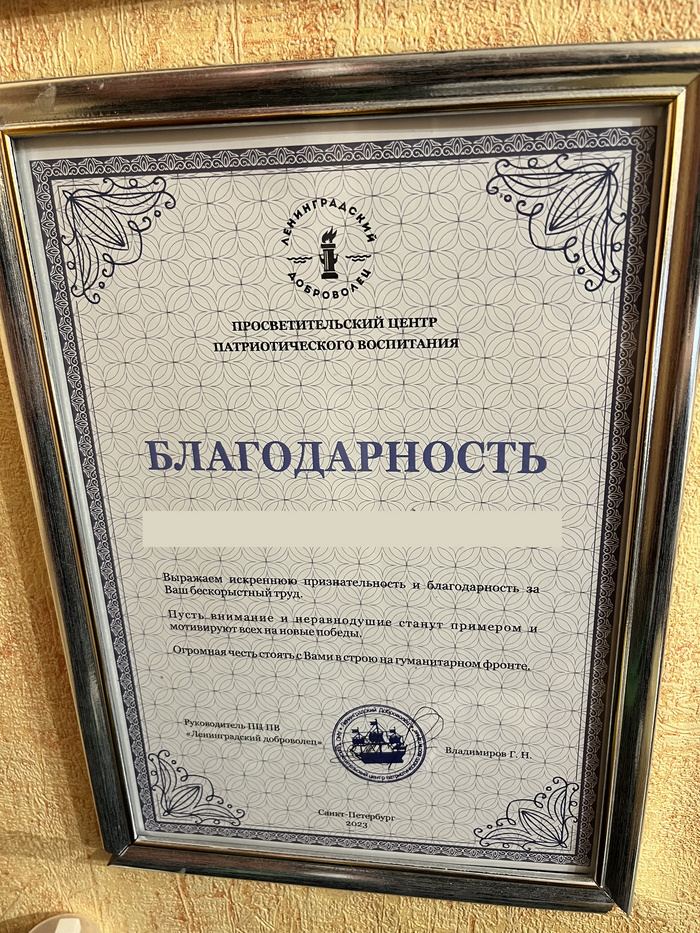 ЛЕНИНГРАДСКИЙ
ДОБРОВОЛЕЦ
ПРОСВЕТИТЕЛЬСКИЙ ЦЕНТР
ПАТРИОТИЧЕСКОГО ВОСПИТАНИЯ
БЛАГОДАРНОСТЬ
Выражаем искреннюю признательность и благодарность за
Ваш бескорыстный труд.
Пусть внимание и неравнодушие станут примером и
мотивируют всех на новые победы.
Огромная честь стоять с Вами в строю на гуманитарном фронте.
Руководитель ПЦ ПВ
«Ленинградский доброволец»
Владимиров Г. Н.
Санкт-Петербург
2023